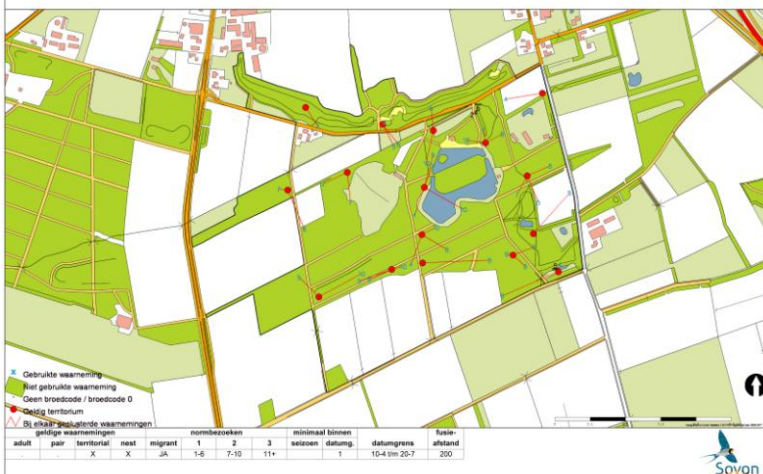 Gebruikte waarneming
Niet gebruikte waarneming
Geen broedcode / broedcode 0
Geldig territorium
Bij elkaar geclusterde waarnemingen
geldige waarnemingen normbezoeken minimaal binnen fusie-
adult pair territorial nest migrant 1 2 3 seizoen datumg. datumgrens afstand
. . X X JA 1-6 7-10 11+ 1 10-4 t/m 20-7 200
Sovon